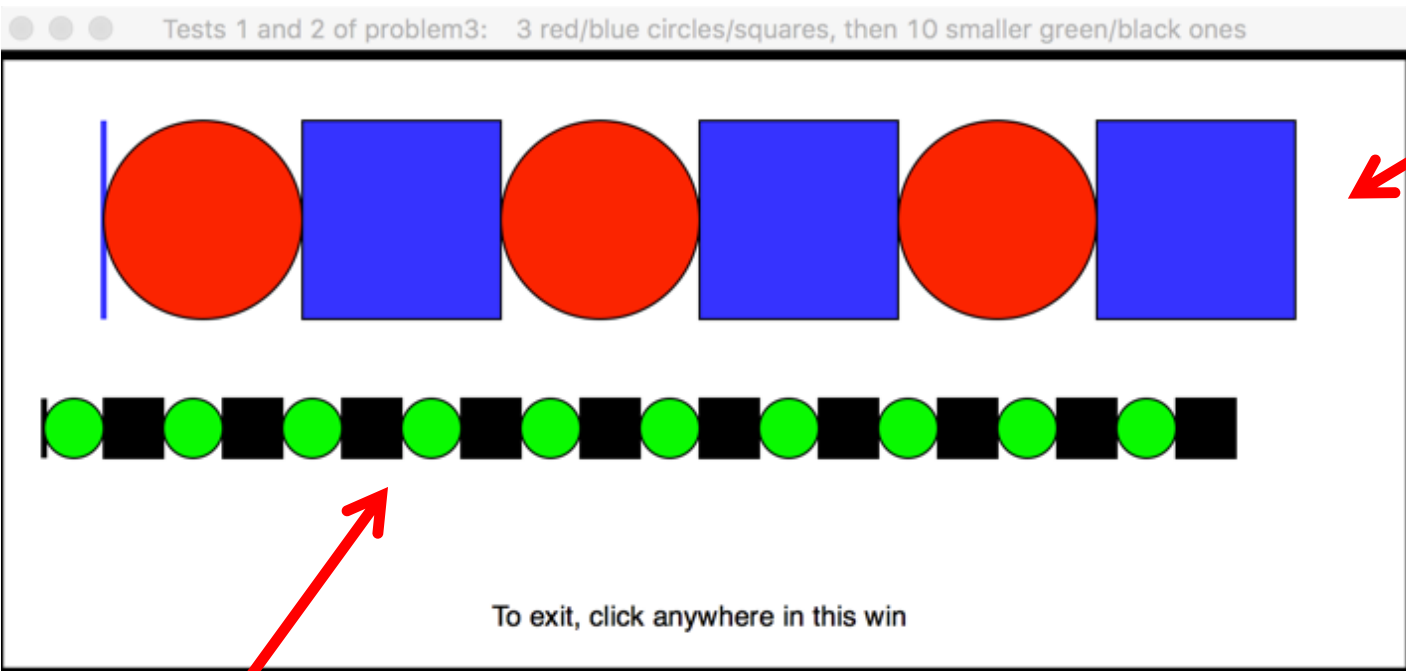 Tests 1 and 2 of problem3: 3 red/blue circles/squares, then 10 smaller green/black ones
To exit, click anywhere in this win